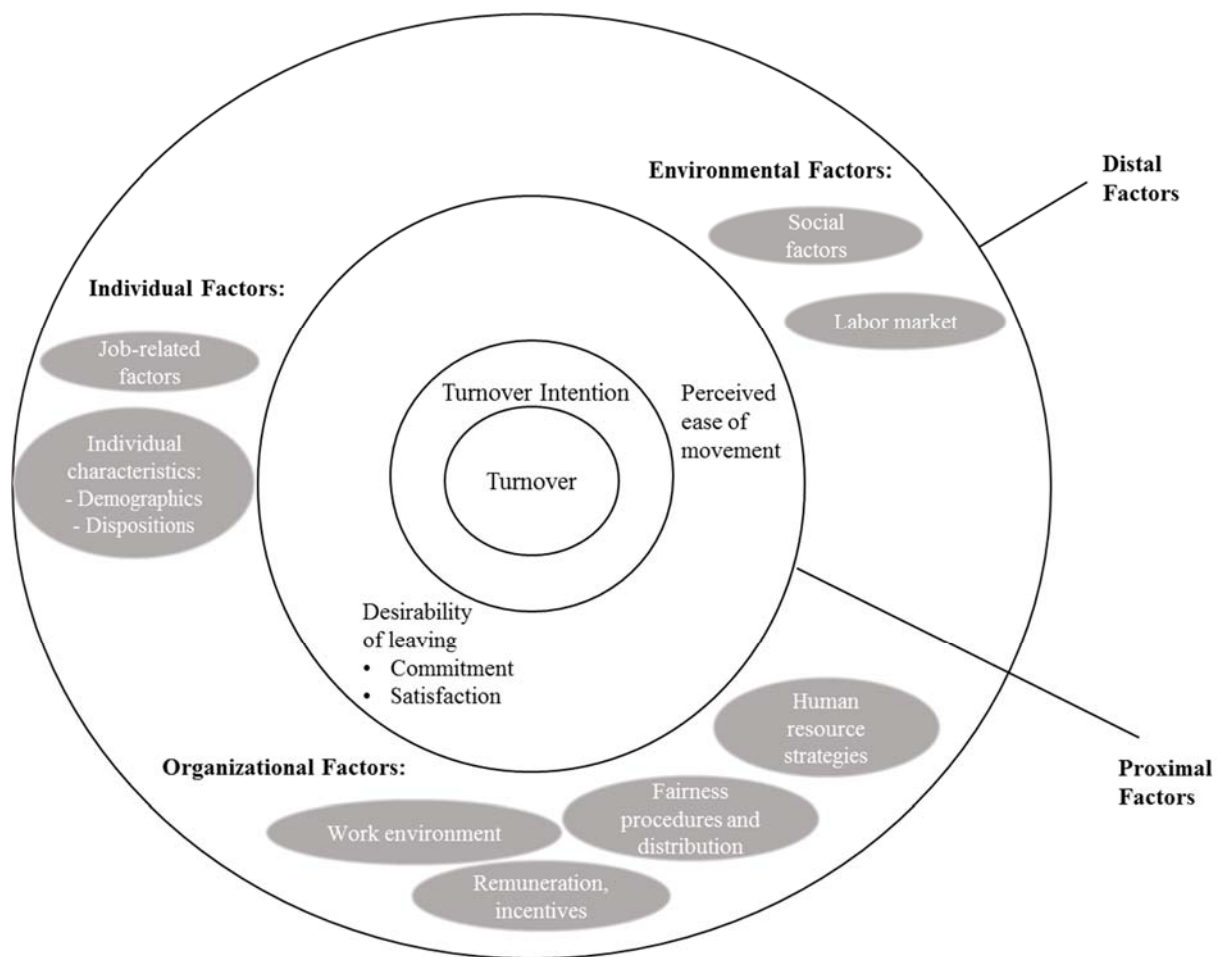 Environmental Factors:
Social
factors
Labor market
Distal
Factors
Individual Factors:
Job-related
factors
Individual
characteristics:
- Demographics
- Dispositions
Turnover Intention
Turnover
Perceived
ease of
movement
Desirability
of leaving
• Commitment
• Satisfaction
Organizational Factors:
Work environment
Remuneration,
incentives
Fairness
procedures and
distribution
Human
resource
strategies
Proximal
Factors